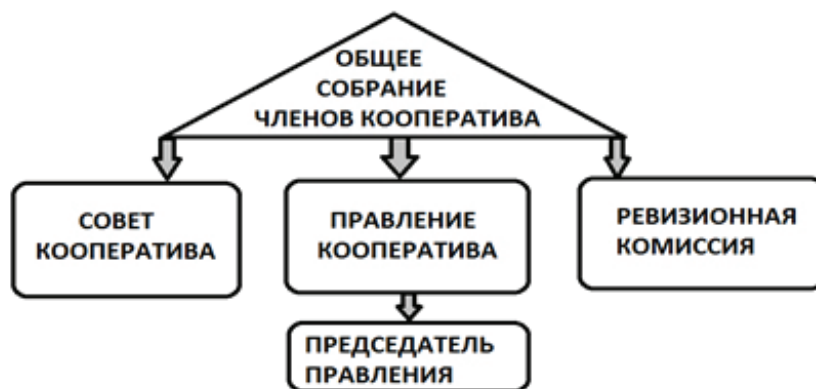 ОБЩЕЕ
СОБРАНИЕ
ЧЛЕНОВ КООПЕРАТИВА
СОВЕТ
КООПЕРАТИВА
ПРАВЛЕНИЕ
КООПЕРАТИВА
РЕВИЗИОННАЯ
КОМИССИЯ
ПРЕДСЕДАТЕЛЬ
ПРАВЛЕНИЯ